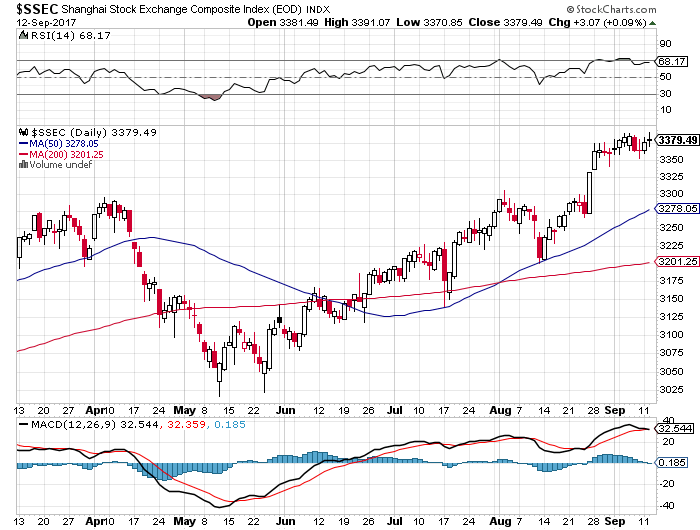 $SSEC Shanghai Stock Exchange Composite Index (EOD) INDX © StockCharts.com
12-Sep-2017 Open 3381.49 High 3391.07 Low 3370.85 Close 3379.49 Chg +3.07 (+0.09%)
RSI(14) 68.17
90
70
68.17
50
30
10
$SSEC (Daily) 3379.49
MA(50) 3278.05
MA(200) 3201.25
Volume undef
3379.49
3350
3325
3300
3278.05
3250
3225
3201.25
3175
3150
3125
3100
3075
3050
3025
13 20 27 Apr10 17 24 May 8 15 22 Jun 12 19 26 Jul 10 17 24 Aug 7 14 21 28 Sep 11
MACD(12,26,9) 32.544, 32.359, 0.185
40
32.544
20
0.185
-20
-40
13 20 27 Apr10 17 24 May 8 15 22 Jun 12 19 26 Jul 10 17 24 Aug 7 14 21 28 Sep 11